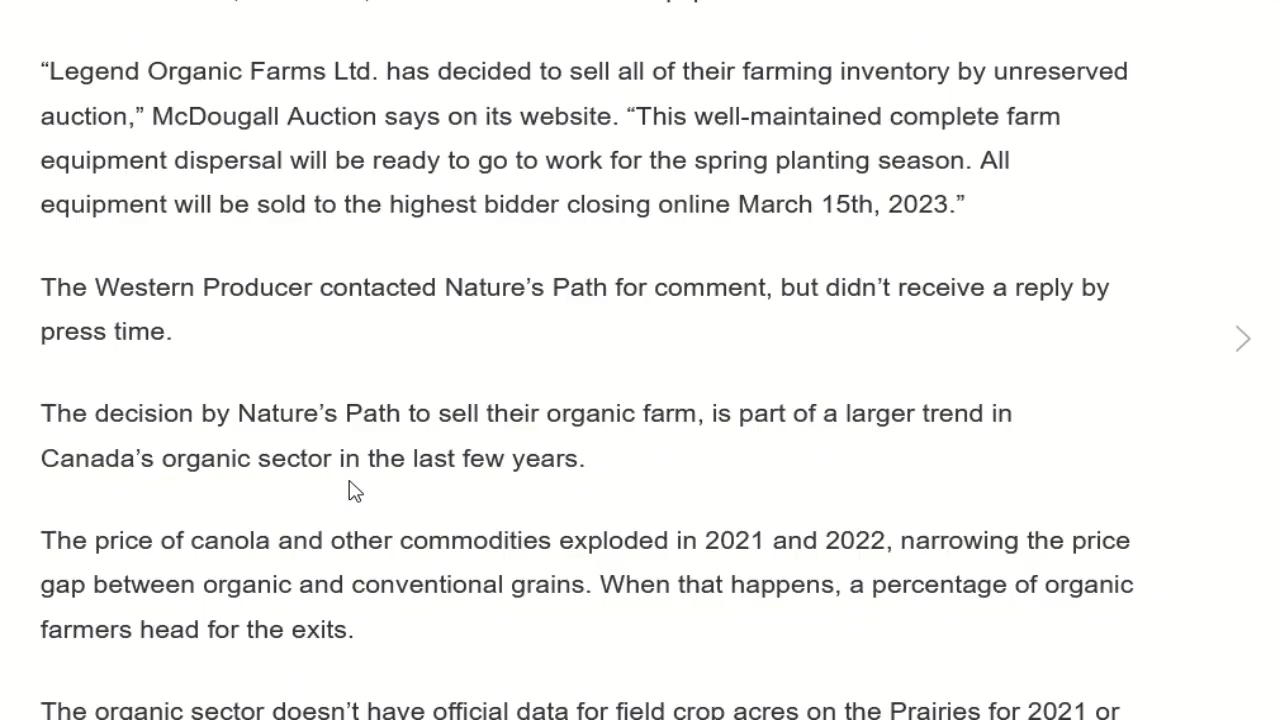 “Legend Organic Farms Ltd. has decided to sell all of their farming inventory by unreserved
auction,” McDougall Auction says on its website. “This well-maintained complete farm
equipment dispersal will be ready to go to work for the spring planting season. All
equipment will be sold to the highest bidder closing online March 15th, 2023.”
The Western Producer contacted Nature’s Path for comment, but didn’t receive a reply by
press time.
The decision by Nature’s Path to sell their organic farm, is part of a larger trend in
Canada’s organic sector in the last few years.
The price of canola and other commodities exploded in 2021 and 2022, narrowing the price
gap between organic and conventional grains. When that happens, a percentage of organic
farmers head for the exits.
The organic sector doesn’t have official data for field crop acres on the Prairies for 2021 or